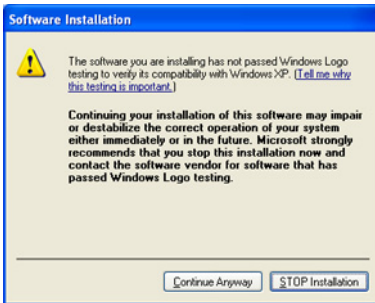 Software Installation
The software you are installing has not passed Windows Logo
testing to verify its compatibility with Windows XP. (Tell me why
this testing is important.)
Continuing your installation of this software may impair
or destabilize the correct operation of your system
either immediately or in the future. Microsoft strongly
recommends that you stop this installation now and
contact the software vendor for software that has
passed Windows Logo testing.
Continue Anyway
STOP Installation